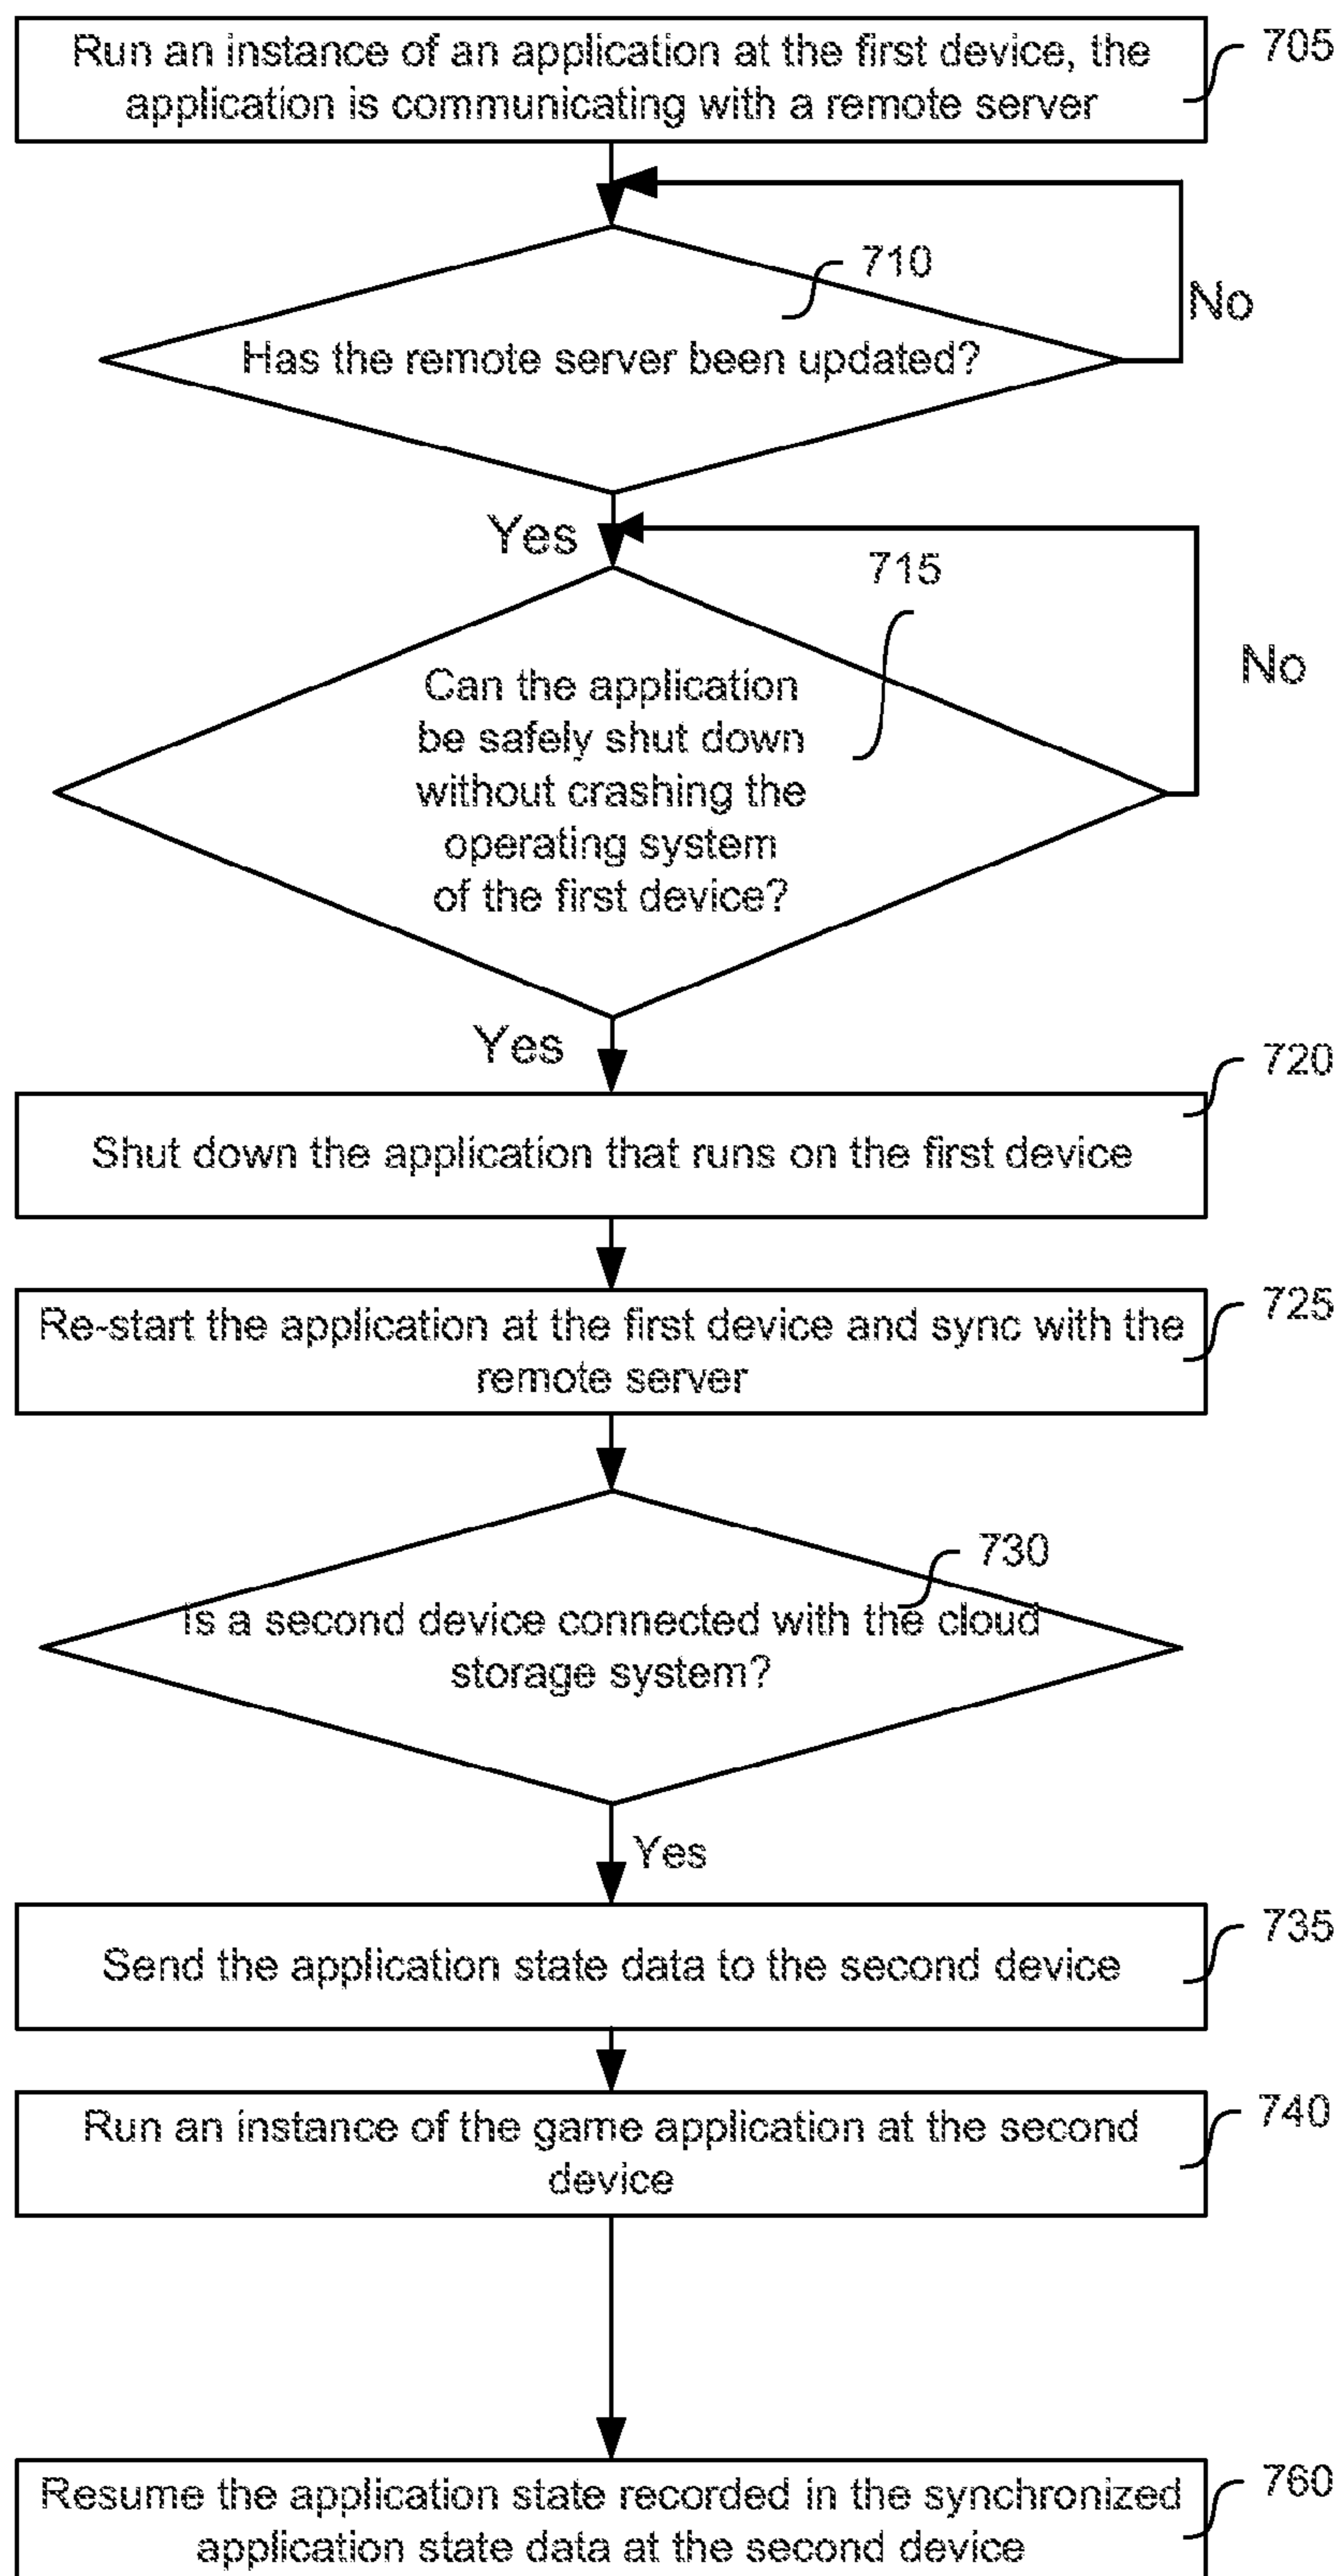 Run an instance of an application at the first device, the
application is communicating with a remote server
705
710
No
Has the remote server been updated?
Yes
715
No
Can the application
be safely shut down
without crashing the
operating system
of the first device?
Yes
720
Shut down the application that runs on the first device
725
Re-start the application at the first device and sync with the
remote server
730
Is a second device connected with the cloud
storage system?
Yes
735
Send the application state data to the second device
740
Run an instance of the game application at the second
device
760
Resume the application state recorded in the synchronized
application state data at the second device